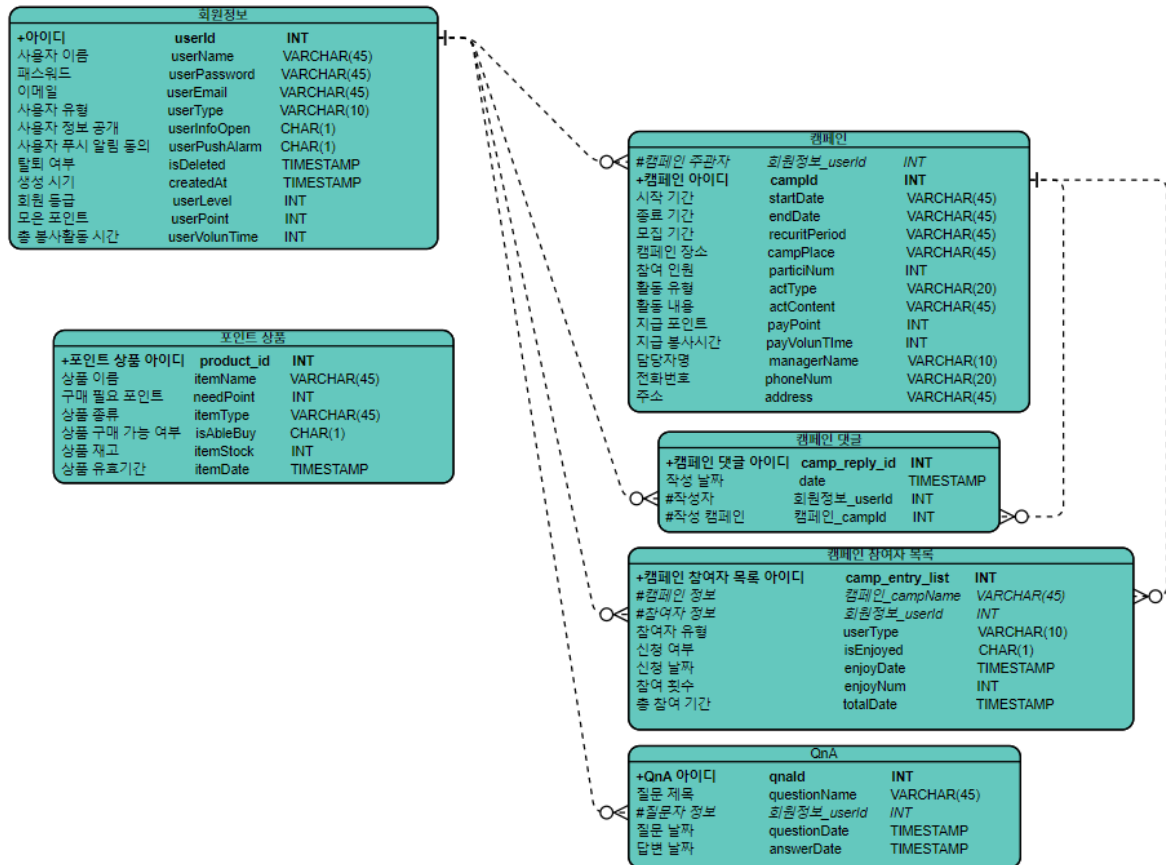 회원정보
+아이디 userId INT
사용자 이름 userName VARCHAR(45)
패스워드 userPassword VARCHAR(45)
이메일 userEmail VARCHAR(45)
사용자 유형 userType VARCHAR(10)
사용자 정보 공개 userInfoOpen CHAR(1)
사용자 푸시 알림 동의 userPushAlarm CHAR(1)
탈퇴 여부 isDeleted TIMESTAMP
생성 시기 createdAt TIMESTAMP
회원 등급 userLevel INT
모은 포인트 userPoint INT
총 봉사활동 시간 userVolunTime INT
캠페인
#캠페인 주관자 회원정보_userId INT
+캠페인 아이디 campId INT
시작 기간 startDate VARCHAR(45)
종료 기간 endDate VARCHAR(45)
모집 기간 recuritPeriod VARCHAR(45)
캠페인 장소 campPlace VARCHAR(45)
참여 인원 particiNum INT
활동 유형 actType VARCHAR(20)
활동 내용 actContent VARCHAR(45)
지급 포인트 payPoint INT
지급 봉사시간 payVolunTIme INT
담당자명 managerName VARCHAR(10)
전화번호 phoneNum VARCHAR(20)
주소 address VARCHAR(45)
포인트 상품
+포인트 상품 아이디 product_id INT
상품 이름 itemName VARCHAR(45)
구매 필요 포인트 needPoint INT
상품 종류 itemType VARCHAR(45)
상품 구매 가능 여부 isAbleBuy CHAR(1)
상품 재고 itemStock INT
상품 유효기간 itemDate TIMESTAMP
캠페인 댓글
+캠페인 댓글 아이디 camp_reply_id INT
작성 날짜 date TIMESTAMP
#작성자 회원정보_userId INT
#작성 캠페인 캠페인_campId INT
캠페인 참여자 목록
+캠페인 참여자 목록 아이디 camp_entry_list INT
#캠페인 정보 캠페인_campName VARCHAR(45)
#참여자 정보 회원정보_userId INT
참여자 유형 userType VARCHAR(10)
신청 여부 isEnjoyed CHAR(1)
신청 날짜 enjoyDate TIMESTAMP
참여 횟수 enjoyNum INT
총 참여 기간 totalDate TIMESTAMP
QnA
+QnA 아이디 qnaId INT
질문 제목 questionName VARCHAR(45)
#질문자 정보 회원정보_userId INT
질문 날짜 questionDate TIMESTAMP
답변 날짜 answerDate TIMESTAMP